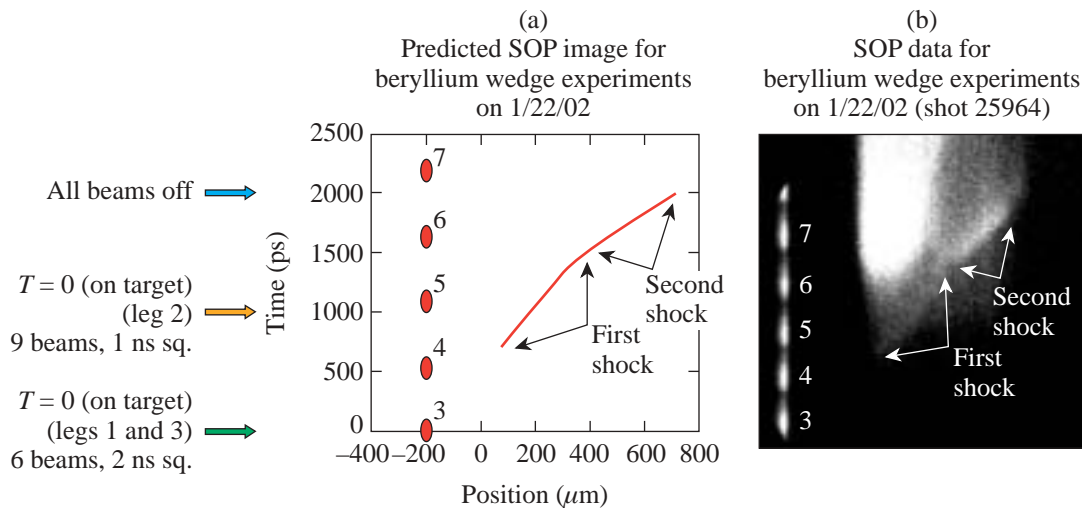 (a)
Predicted SOP image for
beryllium wedge experiments
on 1/22/02
(b)
SOP data for
beryllium wedge experiments
on 1/22/02 (shot 25964)
All beams off
T = 0 (on target)
(leg 2)
9 beams, 1 ns sq.
T = 0 (on target)
(legs 1 and 3)
6 beams, 2 ns sq.
Time (ps)
2500
2000
1500
1000
500
0
7
6
5
4
3
Second
shock
First
shock
–400 –200 0 200 400 600 800
Position (μm)
7
6
5
4
3
Second
shock
First
shock